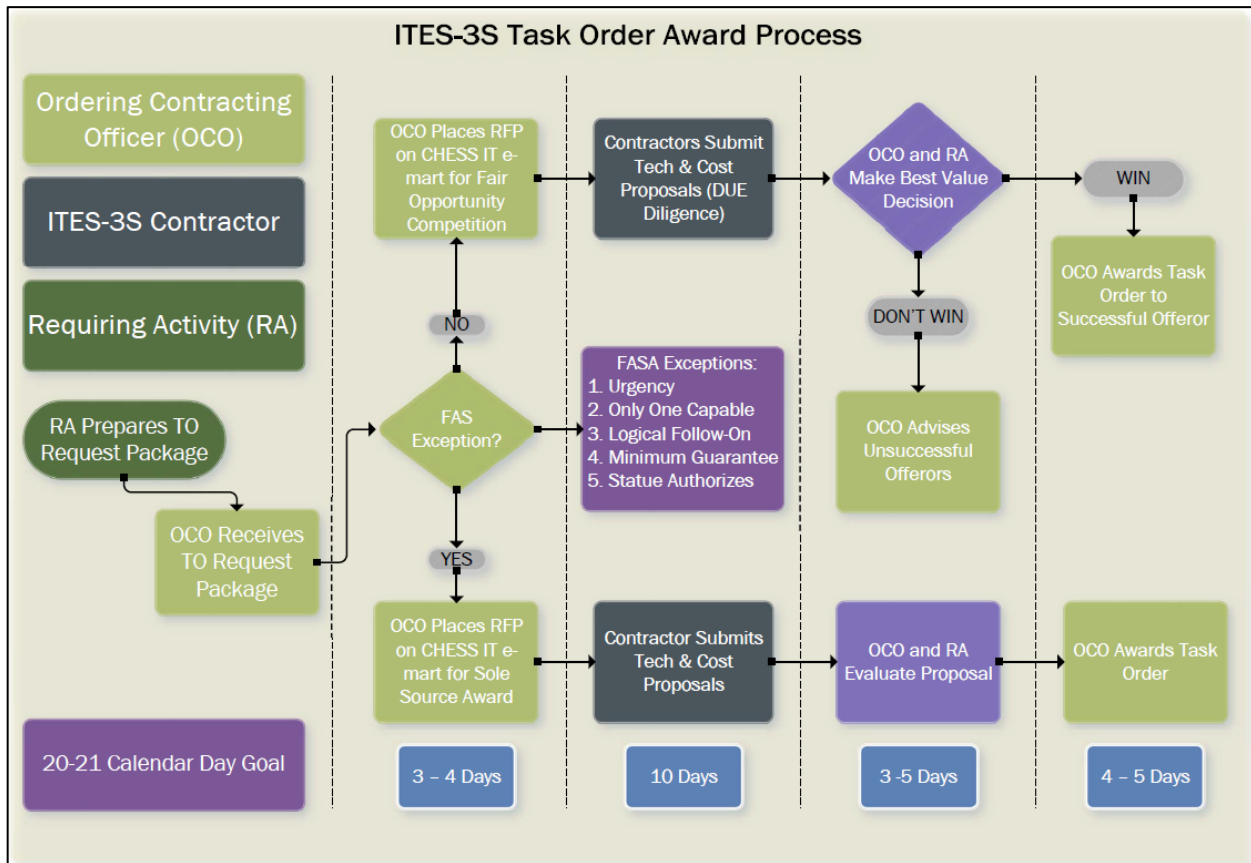 ITES-3S Task Order Award Process
Ordering Contracting
Officer (OCO)
ITES-3S Contractor
Requiring Activity (RA)
RA Prepares TO
Request Package
OCO Receives
TO Request
Package
20-21 Calendar Day Goal
OCO Places RFP
on CHESS IT e-
mart for Fair
Opportunity
Competition
NO
FAS
Exception?
YES
OCO Places RFP
on CHESS IT e-
mart for Sole
Source Award
3 – 4 Days
Contractors Submit
Tech & Cost
Proposals (DUE
Diligence)
FASA Exceptions:
1. Urgency
2. Only One Capable
3. Logical Follow-On
4. Minimum Guarantee
5. Statue Authorizes
Contractor Submits
Tech & Cost
Proposals
10 Days
OCO and RA
Make Best Value
Decision
DON'T WIN
OCO Advises
Unsuccessful
Offerors
OCO and RA
Evaluate Proposal
3 -5 Days
WIN
OCO Awards Task
Order to
Successful Offeror
OCO Awards Task
Order
4 – 5 Days